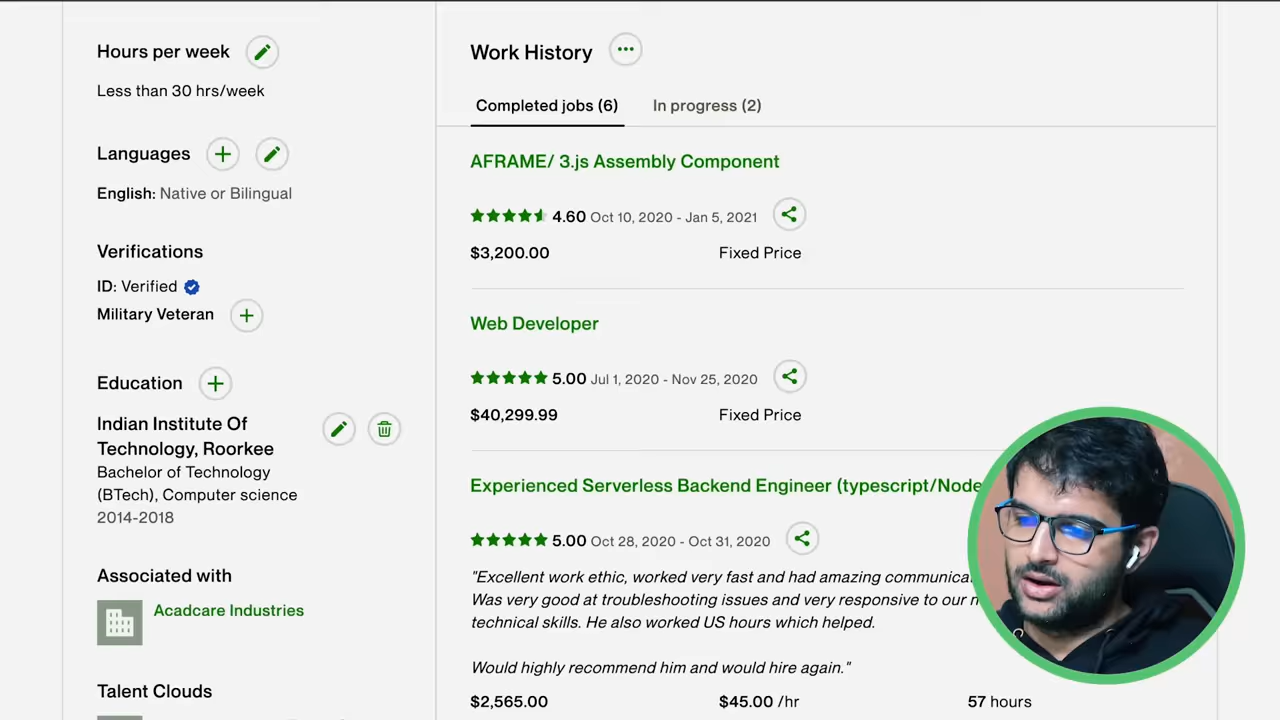 Hours per week
Less than 30 hrs/week
Languages
English: Native or Bilingual
Verifications
ID: Verified
Military Veteran
Education
Indian Institute Of
Technology, Roorkee
Bachelor of Technology
(BTech), Computer science
2014-2018
Associated with
Acadcare Industries
Talent Clouds
Work History
Completed jobs (6)
In progress (2)
AFRAME/ 3.js Assembly Component
4.60 Oct 10, 2020 - Jan 5, 2021
$3,200.00 Fixed Price
Web Developer
5.00 Jul 1, 2020 - Nov 25, 2020
$40,299.99 Fixed Price
Experienced Serverless Backend Engineer (typescript/Node
5.00 Oct 28, 2020 - Oct 31, 2020
"Excellent work ethic, worked very fast and had amazing
Was very good at troubleshooting issues and very responsive to our
technical skills. He also worked US hours which helped.
Would highly recommend him and would hire again."
$2,565.00 $45.00 /hr 57 hours